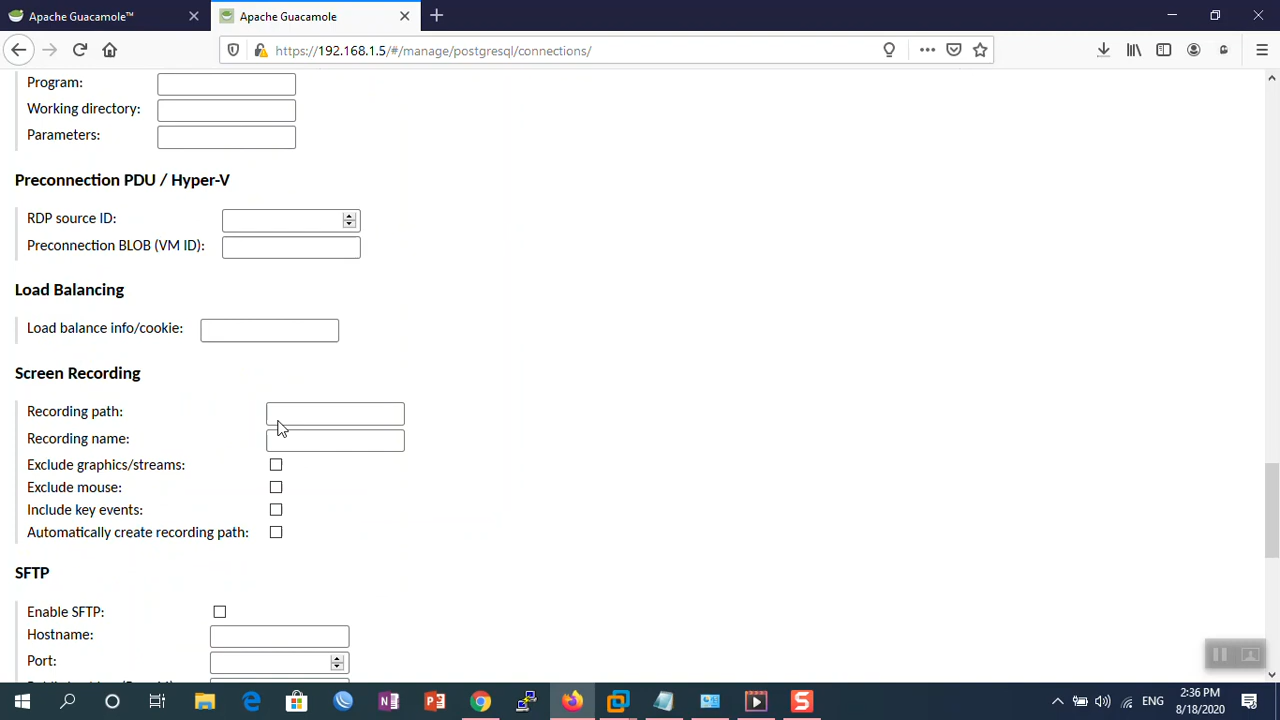 Apache Guacamole™
Apache Guacamole
https://192.168.1.5/#/manage/postgresql/connections/
Program:
Working directory:
Parameters:
Preconnection PDU / Hyper-V
RDP source ID:
Preconnection BLOB (VM ID):
Load Balancing
Load balance info/cookie:
Screen Recording
Recording path:
Recording name:
Exclude graphics/streams:
Exclude mouse:
Include key events:
Automatically create recording path:
SFTP
Enable SFTP:
Hostname:
Port:
ENG
2:36 PM
8/18/2020